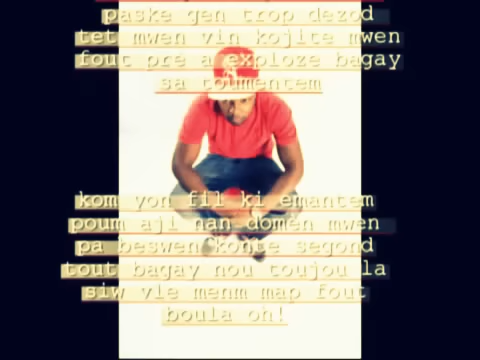 paske gen trop dezod
tet mwen vin kojite mwen
fout pre a exploze bagay
sa toumentem
kom yon fil ki emantem
poum aji nan domen mwen
pa beswen konte segond
tout bagay nou toujou la
siw vle menm map fout
boula oh!